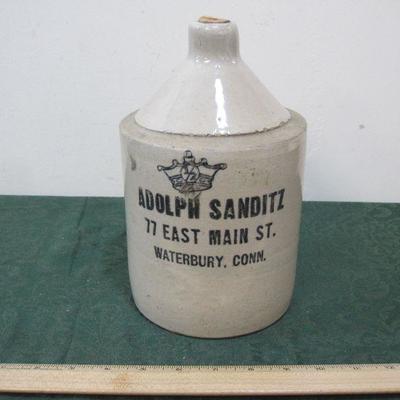 1/2
ADOLPH SANDITZ
77 EAST MAIN ST.
WATERBURY, CONN.